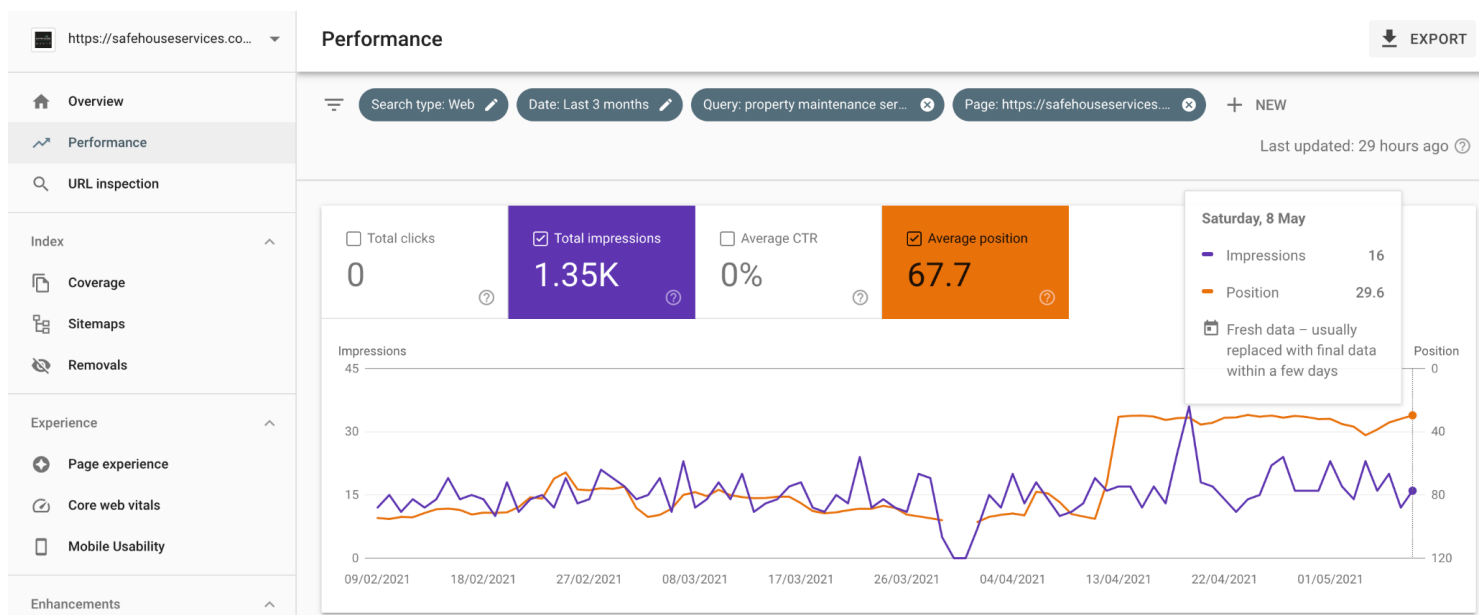 https://safehouseservices.co...
Performance
EXPORT
Overview
Performance
URL inspection
Index
Coverage
Sitemaps
Removals
Experience
Page experience
Core web vitals
Mobile Usability
Enhancements
Search type: Web
Date: Last 3 months
Query: property maintenance ser...
Page: https://safehouseservices....
NEW
Last updated: 29 hours ago
Total clicks
0
Total impressions
1.35K
Average CTR
0%
Average position
67.7
Saturday, 8 May
Impressions 16
Position 29.6
Fresh data – usually
replaced with final data
within a few days
Impressions
Position
45
30
15
0
0
40
80
120
09/02/2021 18/02/2021 27/02/2021 08/03/2021 17/03/2021 26/03/2021 04/04/2021 13/04/2021 22/04/2021 01/05/2021